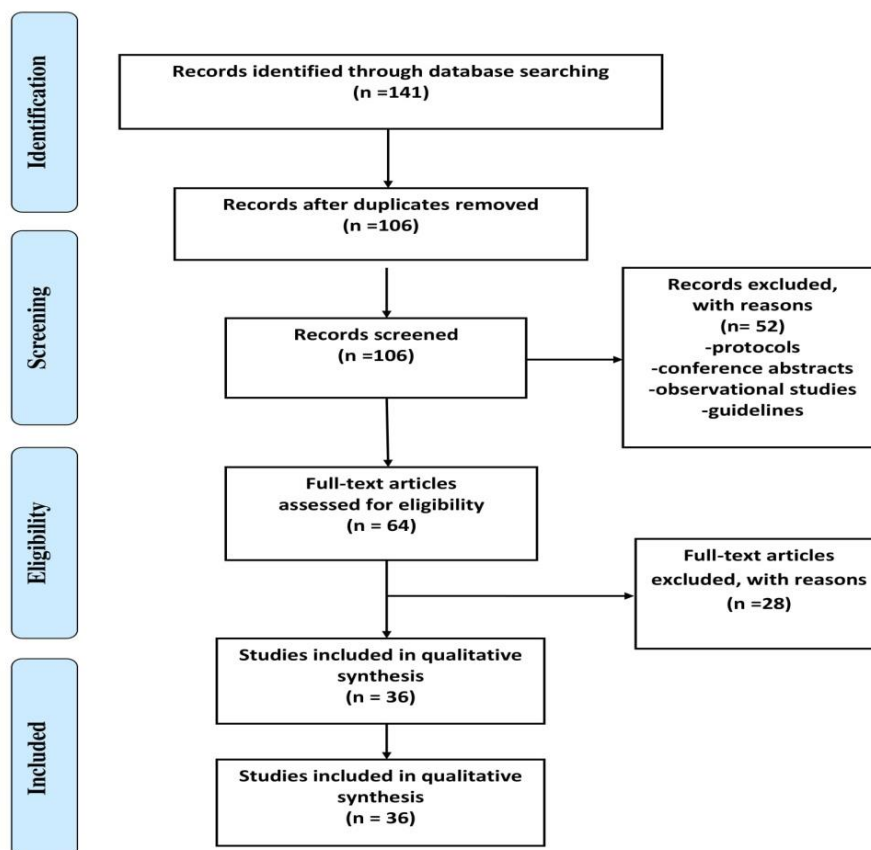 Identification
Records identified through database searching
(n =141)
Records after duplicates removed
(n =106)
Screening
Records screened
(n =106)
Records excluded,
with reasons
(n= 52)
-protocols
-conference abstracts
-observational studies
-guidelines
Eligibility
Full-text articles
assessed for eligibility
(n = 64)
Full-text articles
excluded, with reasons
(n =28)
Included
Studies included in qualitative
synthesis
(n = 36)
Studies included in qualitative
synthesis
(n = 36)